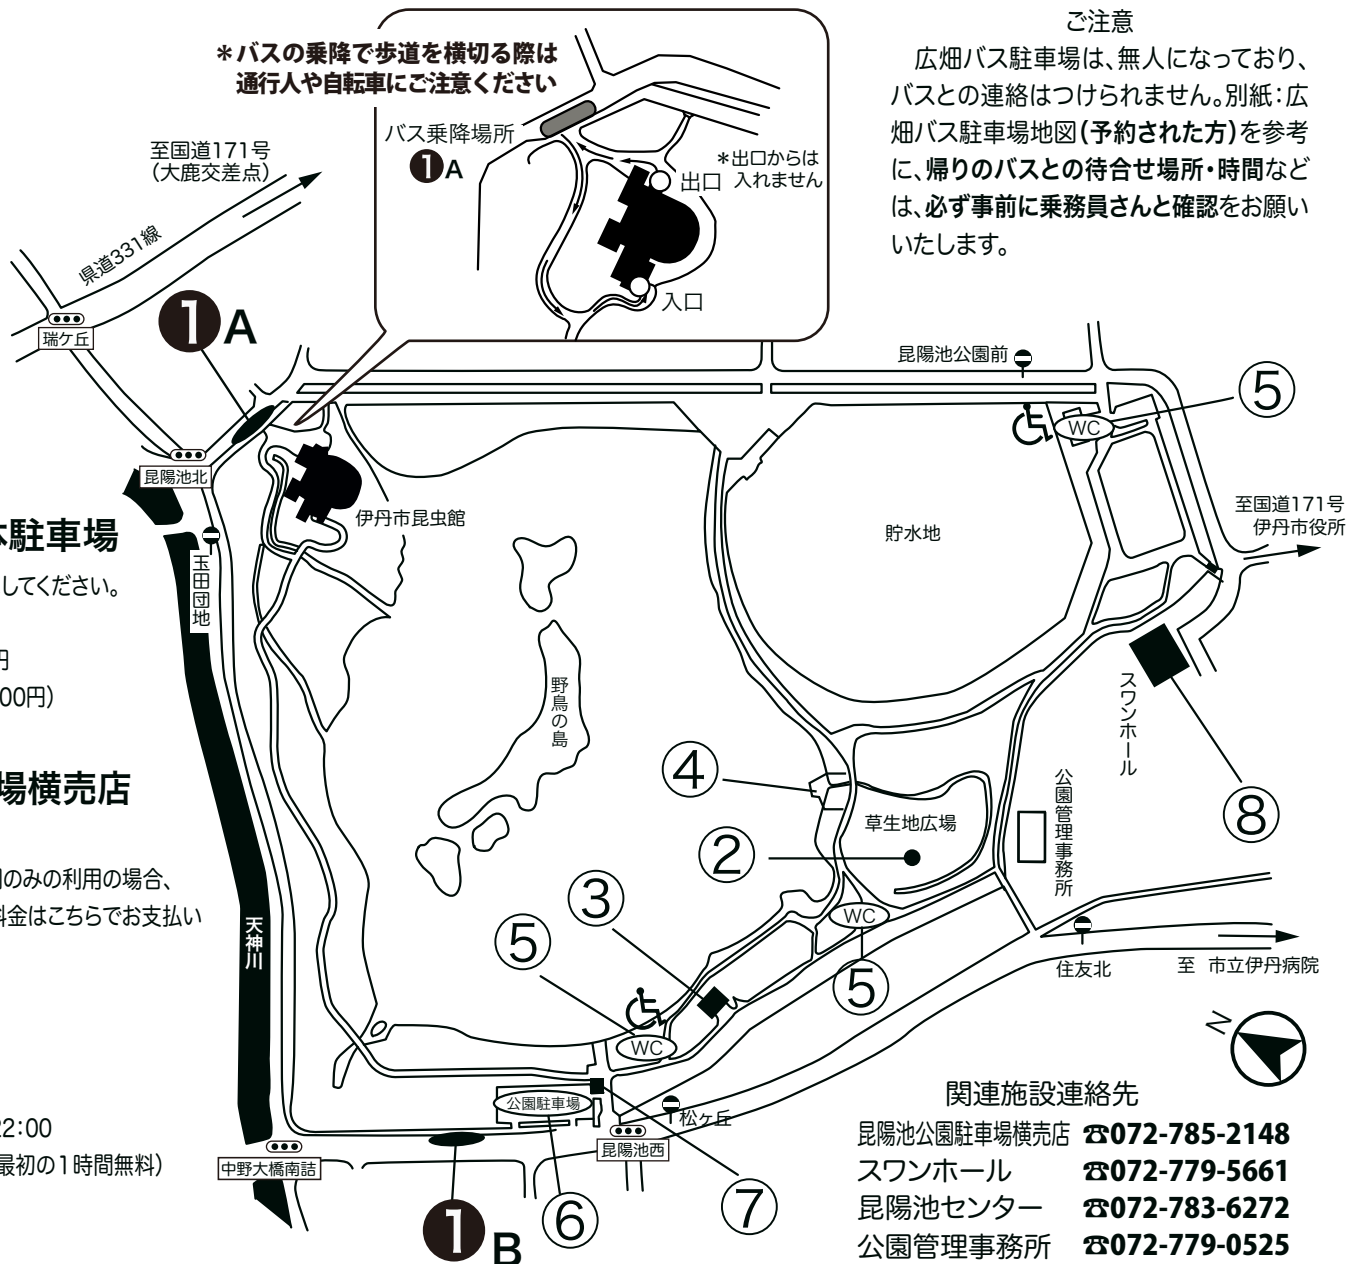 ご注意
広畑バス駐車場は、無人になっており、
バスとの連絡はつけられません。別紙：広
畑バス駐車場地図(予約された方)を参考
に、帰りのバスとの待合せ場所・時間など
は、必ず事前に乗務員さんと確認をお願い
いたします。
＊バスの乗降で歩道を横切る際は
通行人や自転車にご注意ください
バス乗降場所
1A
＊出口からは
入れません
出口
入口
至国道171号
（大鹿交差点）
県道331線
瑞ケ丘
1A
昆陽池北
玉田団地
伊丹市昆虫館
昆陽池公園前
WC
⑤
至国道171号
伊丹市役所
貯水地
本駐車場
してください。
円
00円）
場横売店
のみの利用の場合、
料金はこちらでお支払い
22：00
最初の1時間無料）
野鳥の島
スワンホール
⑧
④
草生地広場
②
公園管理事務所
③
WC
⑤
⑤
WC
天神川
住友北
至 市立伊丹病院
N
公園駐車場
松ヶ丘
昆陽池西
中野大橋南詰
1B
⑥
⑦
関連施設連絡先
昆陽池公園駐車場横売店 ☎072-785-2148
スワンホール ☎072-779-5661
昆陽池センター ☎072-783-6272
公園管理事務所 ☎072-779-0525